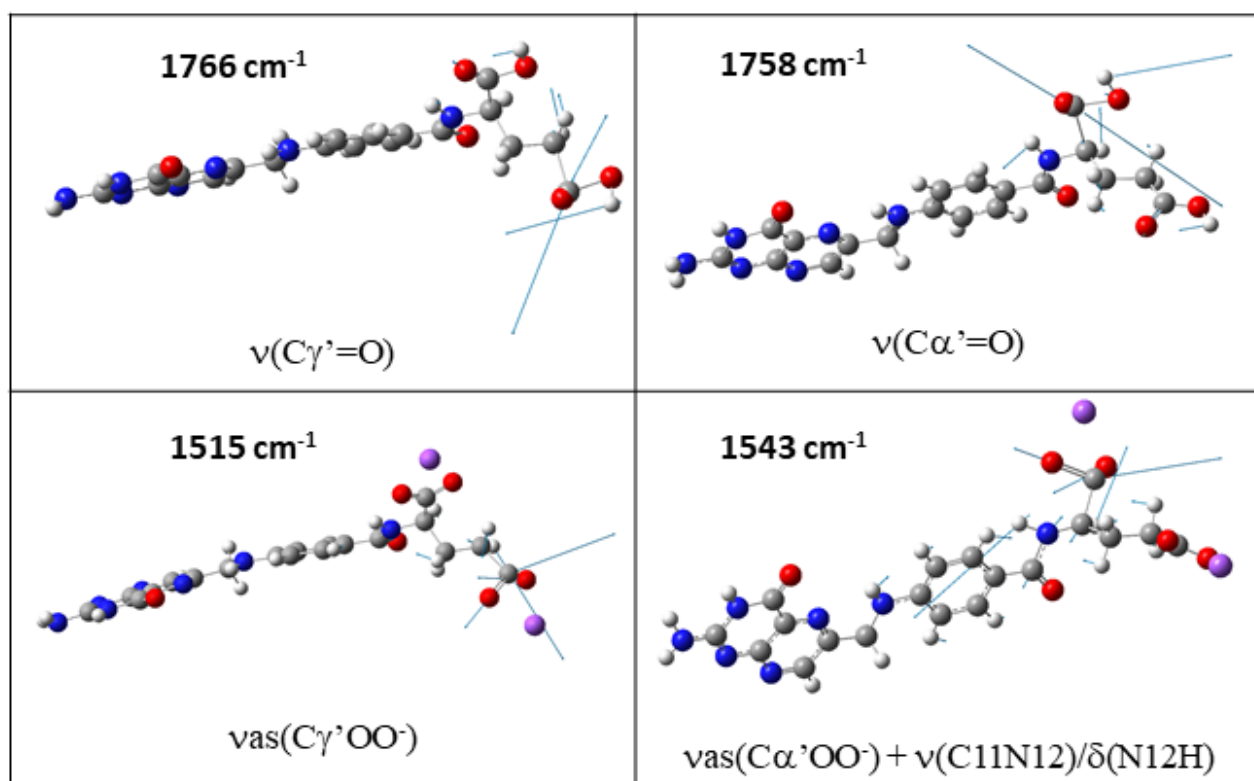 1766 cm-1
ν(Cγ’=O)
1758 cm-1
ν(Cα’=O)
1515 cm-1
νas(Cγ’OO-)
1543 cm-1
νas(Cα’OO-) + ν(C11N12)/δ(N12H)